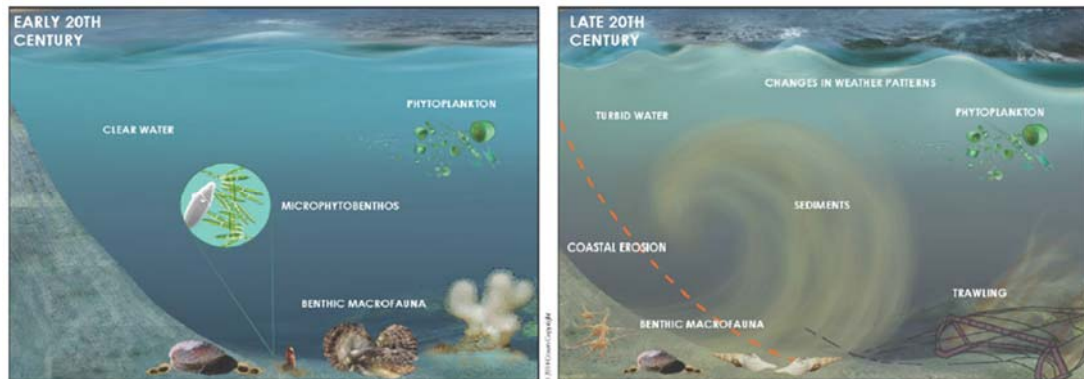 EARLY 20TH
CENTURY
CLEAR WATER
PHYTOPLANKTON
MICROPHYTOBENTHOS
BENTHIC MACROFAUNA
LATE 20TH
CENTURY
CHANGES IN WEATHER PATTERNS
TURBID WATER
PHYTOPLANKTON
SEDIMENTS
COASTAL EROSION
TRAWLING
BENTHIC MACROFAUNA